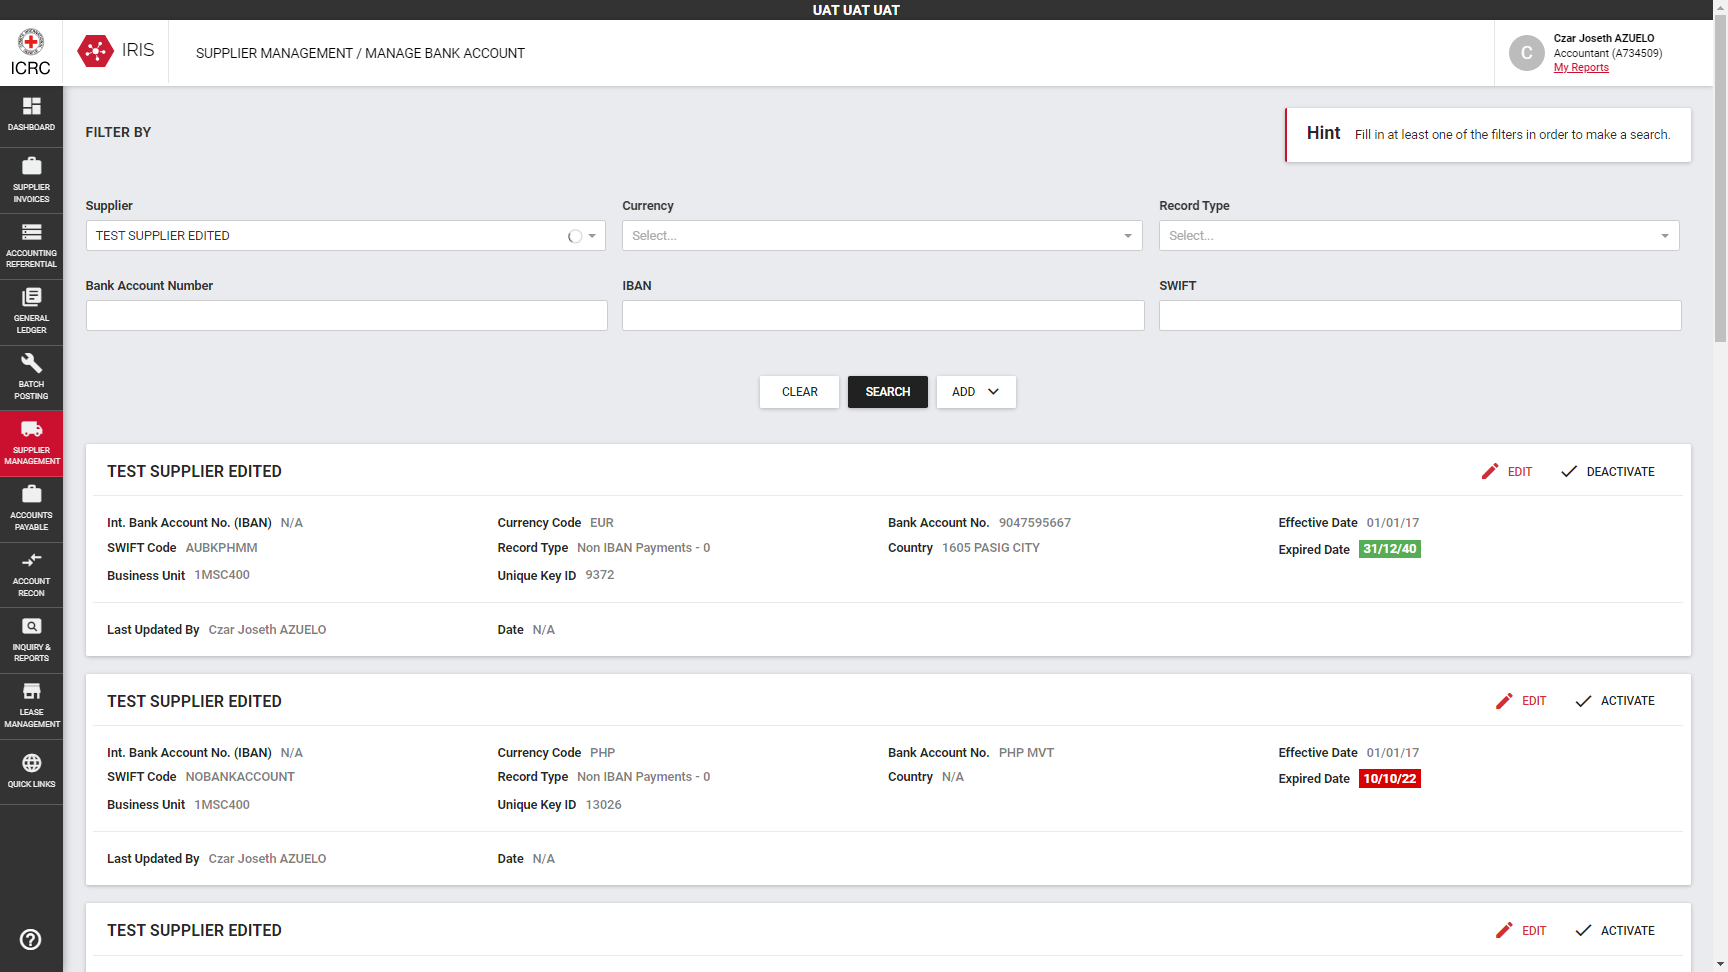 UAT UAT UAT
ICRC
IRIS
SUPPLIER MANAGEMENT / MANAGE BANK ACCOUNT
C
Czar Joseth AZUELO
Accountant (A734509)
My Reports
DASHBOARD
SUPPLIER
INVOICES
ACCOUNTING
REFERENTIAL
GENERAL
LEDGER
BATCH
POSTING
SUPPLIER
MANAGEMENT
ACCOUNTS
PAYABLE
ACCOUNT
RECON
INQUIRY &
REPORTS
LEASE
MANAGEMENT
QUICK LINKS
FILTER BY
Hint Fill in at least one of the filters in order to make a search.
Supplier Currency Record Type
TEST SUPPLIER EDITED Select... Select...
Bank Account Number IBAN SWIFT
CLEAR SEARCH ADD
TEST SUPPLIER EDITED EDIT DEACTIVATE
Int. Bank Account No. (IBAN) N/A Currency Code EUR Bank Account No. 9047595667 Effective Date 01/01/17
SWIFT Code AUBKPHMM Record Type Non IBAN Payments - 0 Country 1605 PASIG CITY Expired Date 31/12/40
Business Unit 1MSC400 Unique Key ID 9372
Last Updated By Czar Joseth AZUELO Date N/A
TEST SUPPLIER EDITED EDIT ACTIVATE
Int. Bank Account No. (IBAN) N/A Currency Code PHP Bank Account No. PHP MVT Effective Date 01/01/17
SWIFT Code NOBANKACCOUNT Record Type Non IBAN Payments - 0 Country N/A Expired Date 10/10/22
Business Unit 1MSC400 Unique Key ID 13026
Last Updated By Czar Joseth AZUELO Date N/A
TEST SUPPLIER EDITED EDIT ACTIVATE